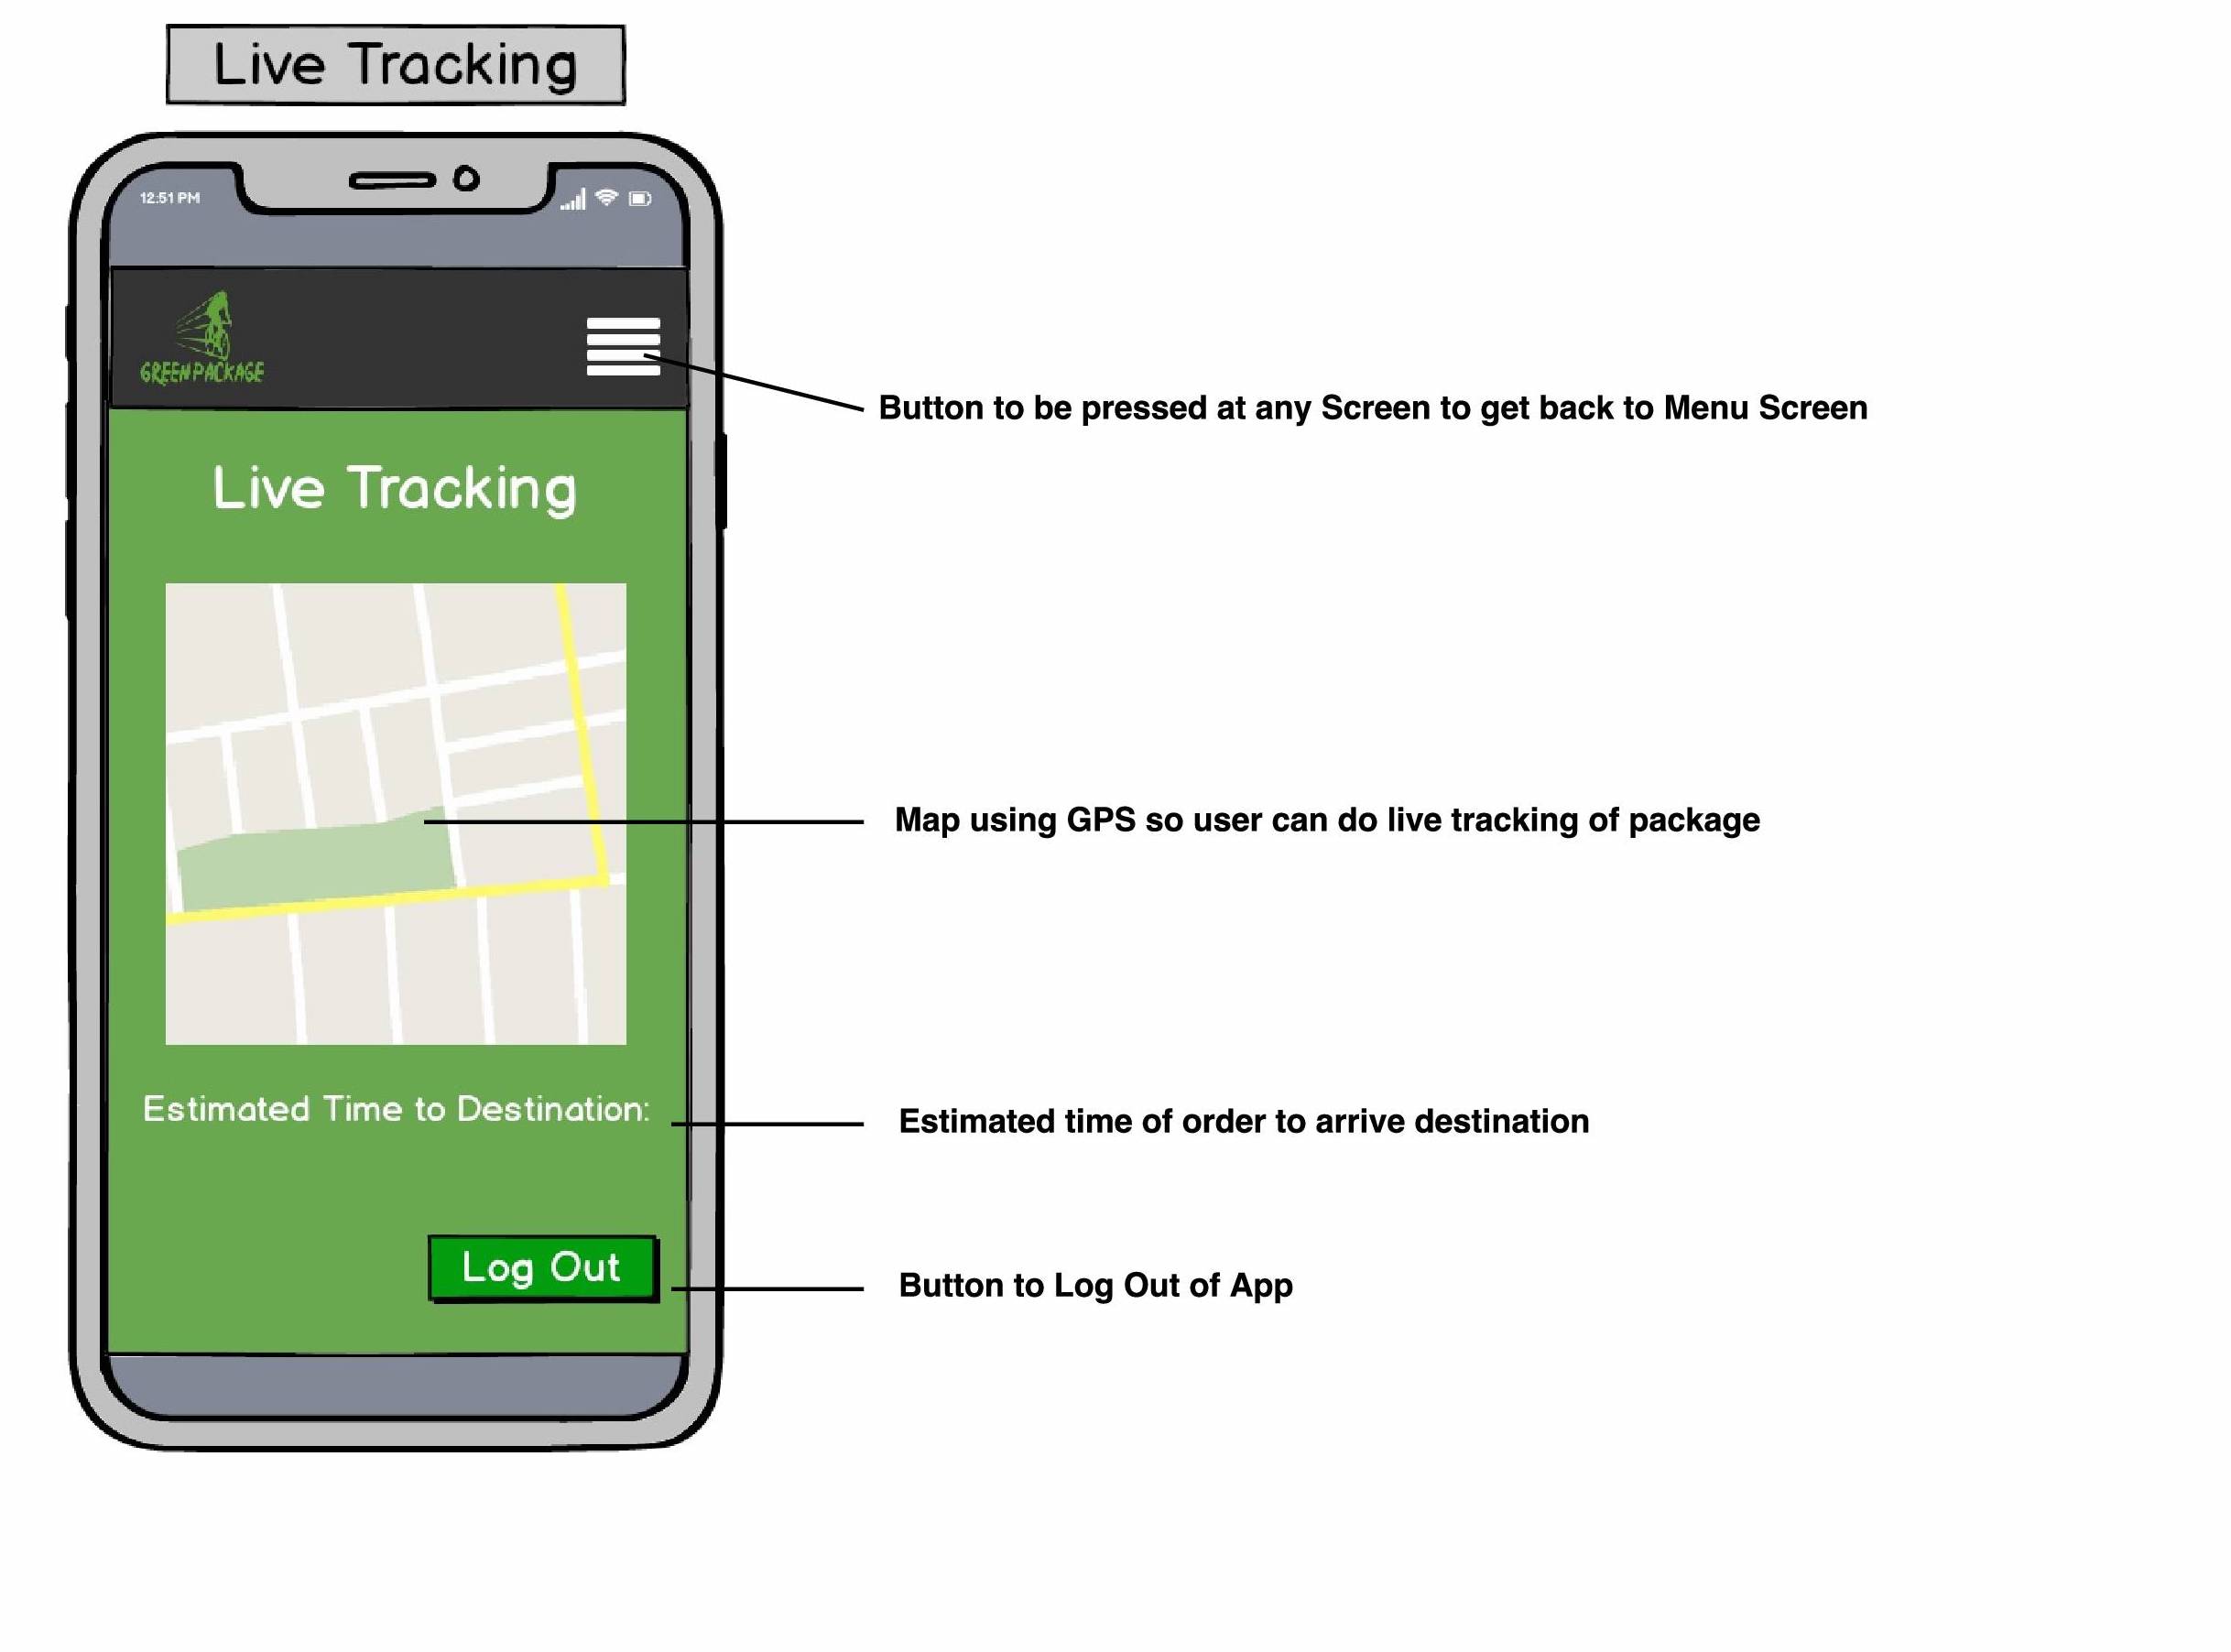 Live Tracking
12:51 PM
GREENPACKAGE
Button to be pressed at any Screen to get back to Menu Screen
Live Tracking
Map using GPS so user can do live tracking of package
Estimated Time to Destination:
Estimated time of order to arrive destination
Log Out
Button to Log Out of App